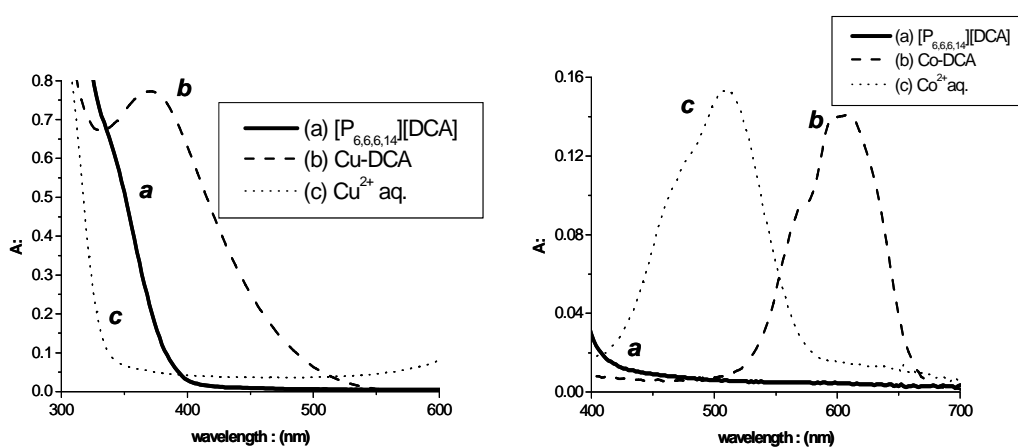 0.8
0.7
0.6
0.5
0.4
0.3
0.2
0.1
0.0
A:
300 400 500 600
wavelength : (nm)
b
a
c
(a) [P6,6,6,14][DCA]
(b) Cu-DCA
(c) Cu2+ aq.
0.16
0.12
0.08
0.04
0.00
A:
400 500 600 700
wavelength : (nm)
c
b
a
(a) [P6,6,6,14][DCA]
(b) Co-DCA
(c) Co2+aq.